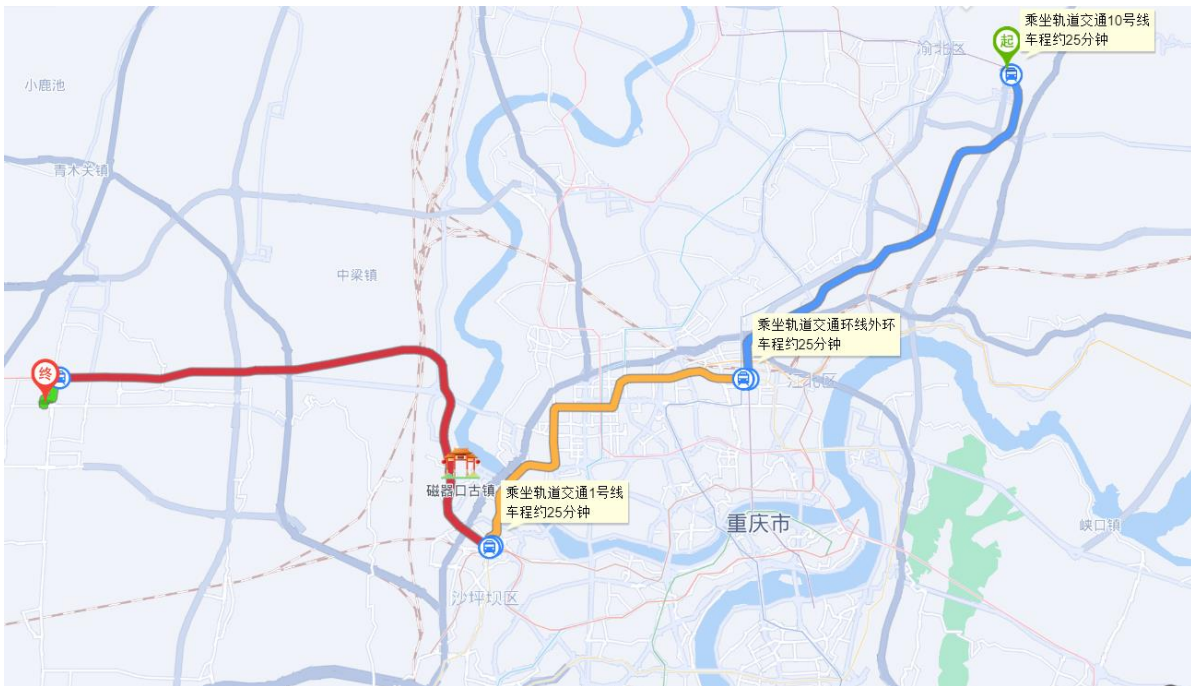 乘坐轨道交通10号线
车程约25分钟
起
渝北区
小鹿池
青木关镇
中梁镇
乘坐轨道交通环线外环
车程约25分钟
江北区
终
磁器口古镇
乘坐轨道交通1号线
车程约25分钟
重庆市
峡口镇
沙坪坝区